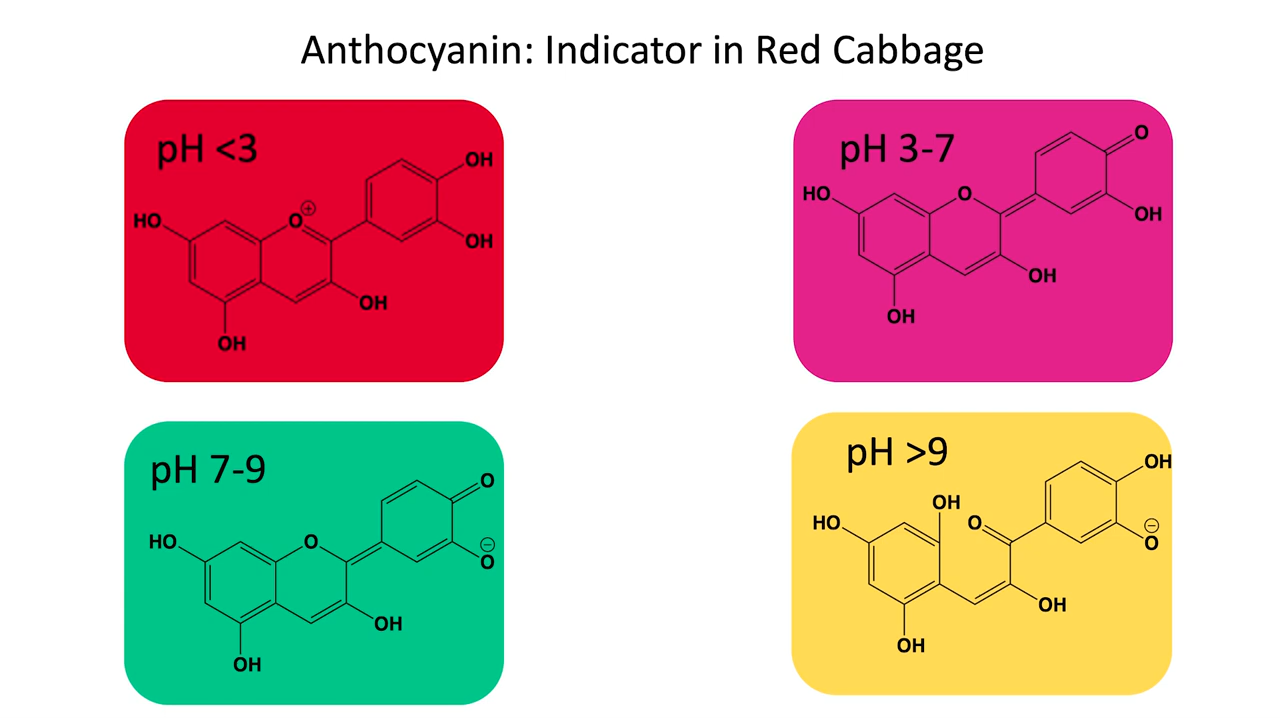 Anthocyanin: Indicator in Red Cabbage
pH <3
OH
HO
O
⊕
OH
OH
OH
pH 3-7
O
HO
O
OH
OH
OH
pH 7-9
O
HO
O
⊖
O
OH
OH
pH >9
OH
OH
HO
O
⊖
O
OH
OH